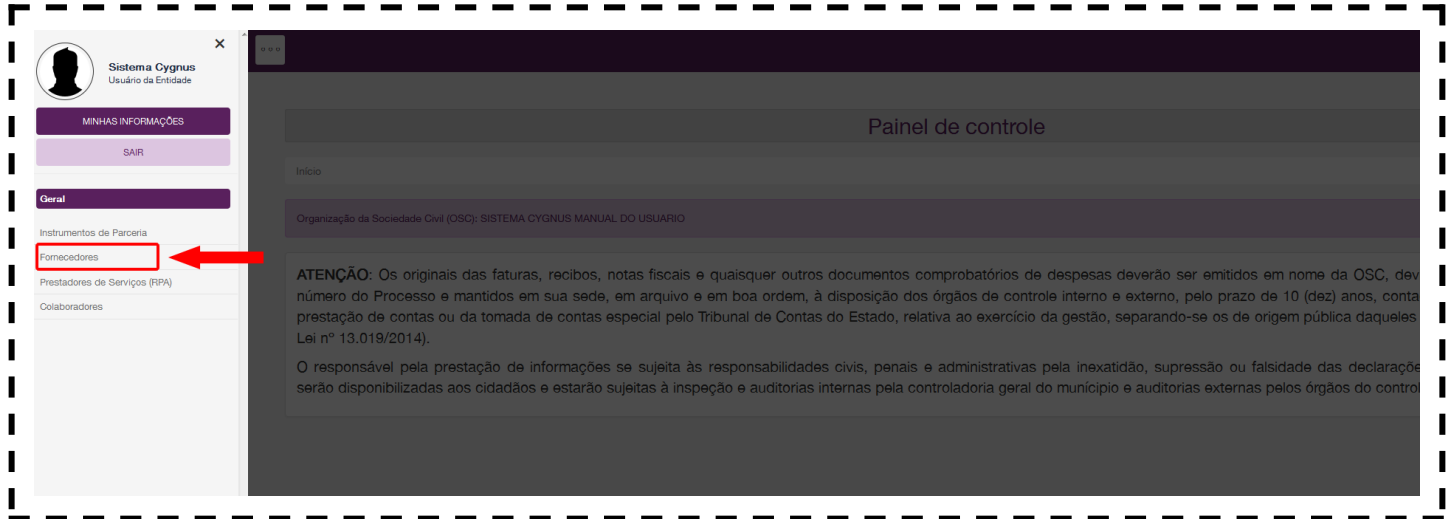 Sistema Cygnus
Usuário da Entidade
MINHAS INFORMAÇÕES
SAIR
Geral
Instrumentos de Parceria
Fornecedores
Prestadores de Serviços (RPA)
Colaboradores
Painel de controle
Início
Organização da Sociedade Civil (OSC): SISTEMA CYGNUS MANUAL DO USUARIO
ATENÇÃO: Os originais das faturas, recibos, notas fiscais e quaisquer outros documentos comprobatórios de despesas deverão ser emitidos em nome da OSC, dev
número do Processo e mantidos em sua sede, em arquivo e em boa ordem, à disposição dos órgãos de controle interno e externo, pelo prazo de 10 (dez) anos, conta
prestação de contas ou da tomada de contas especial pelo Tribunal de Contas do Estado, relativa ao exercício da gestão, separando-se os de origem pública daqueles
Lei nº 13.019/2014).
O responsável pela prestação de informações se sujeita às responsabilidades civis, penais e administrativas pela inexatidão, supressão ou falsidade das declaraçõe
serão disponibilizadas aos cidadãos e estarão sujeitas à inspeção e auditorias internas pela controladoria geral do munícipio e auditorias externas pelos órgãos do control